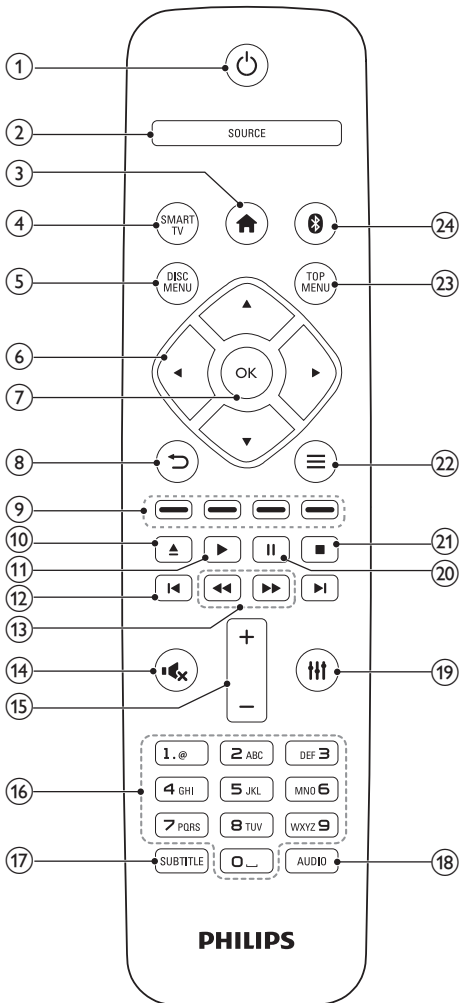 1
2
SOURCE
3
4
SMART
TV
24
5
DISC
MENU
TOP
MENU
23
6
7
OK
8
22
9
10
21
11
20
12
13
+
14
19
15
−
1.@
2 ABC
DEF 3
16
4 GHI
5 JKL
MNO 6
7 PQRS
8 TUV
WXYZ 9
17
SUBTITLE
0
AUDIO
18
PHILIPS